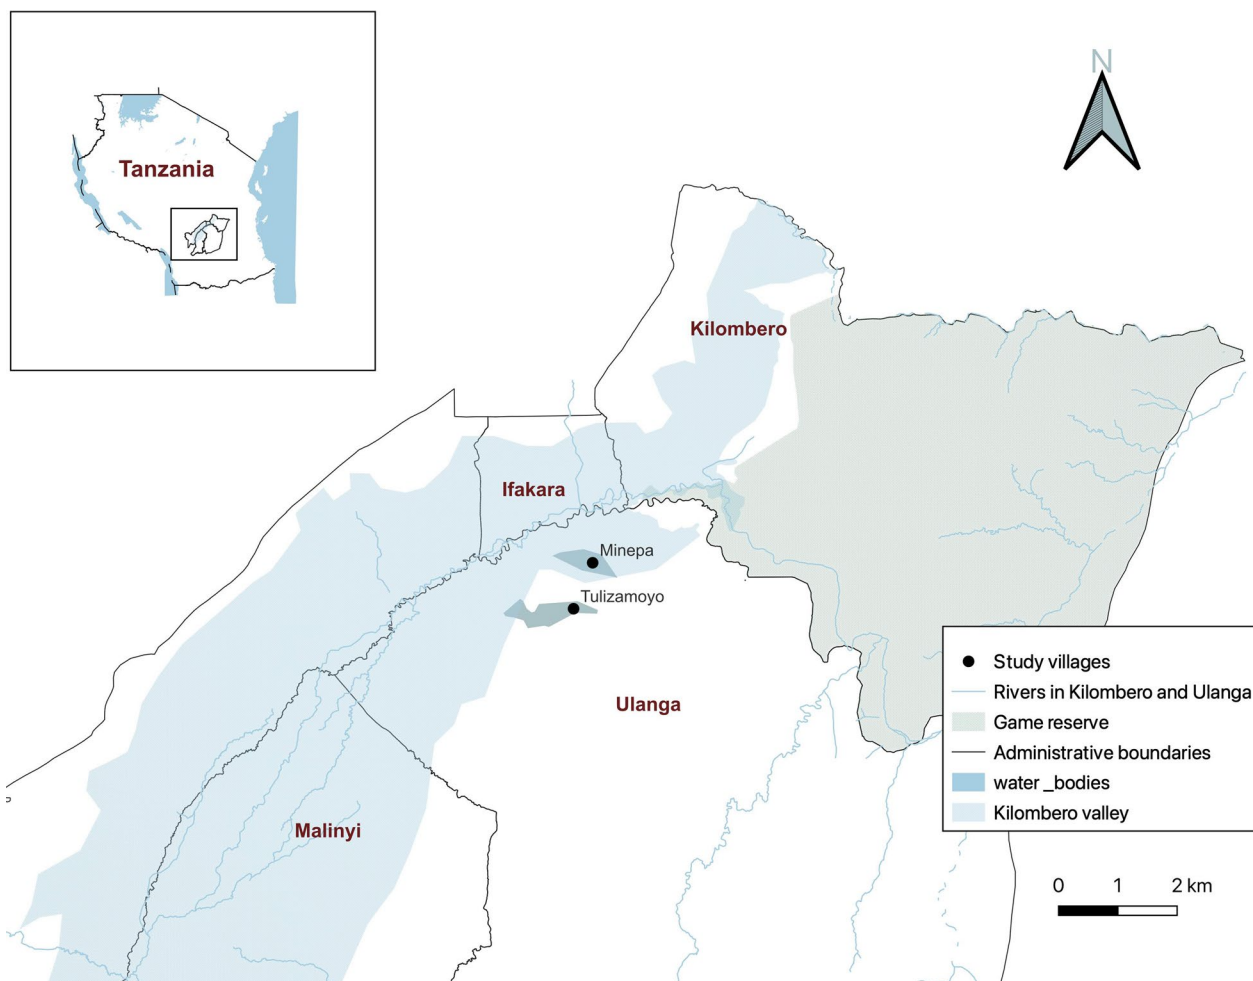 N
Tanzania
Kilombero
Ifakara
Minepa
Tulizamoyo
Ulanga
Malinyi
Study villages
Rivers in Kilombero and Ulanga
Game reserve
Administrative boundaries
water _bodies
Kilombero valley
0 1 2 km